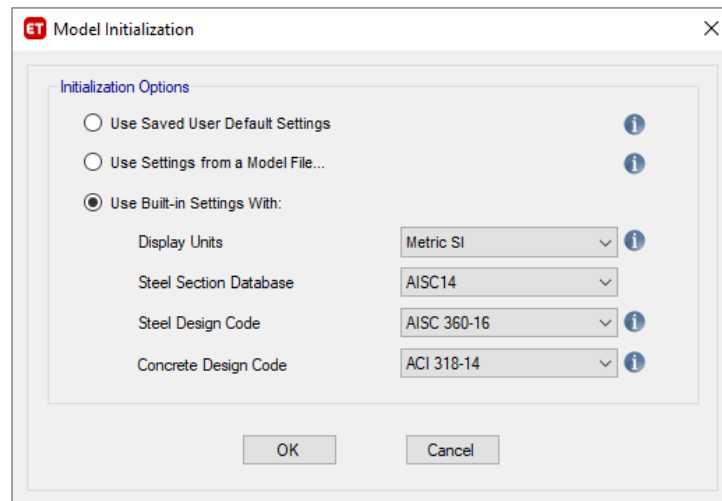 ET Model Initialization
Initialization Options
Use Saved User Default Settings
Use Settings from a Model File...
Use Built-in Settings With:
Display Units Metric SI
Steel Section Database AISC14
Steel Design Code AISC 360-16
Concrete Design Code ACI 318-14
OK Cancel